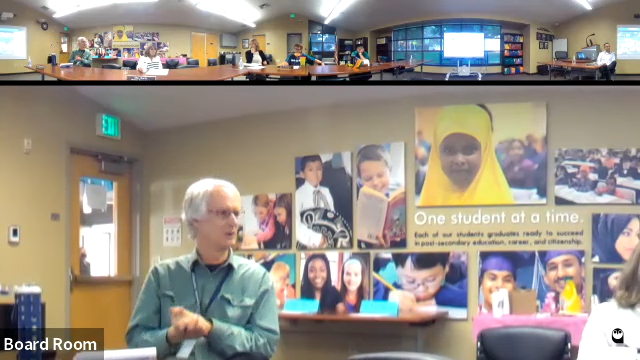 EXIT
One student at a time.
Each of our students graduates ready to succeed
in post-secondary education, career, and citizenship.
Board Room